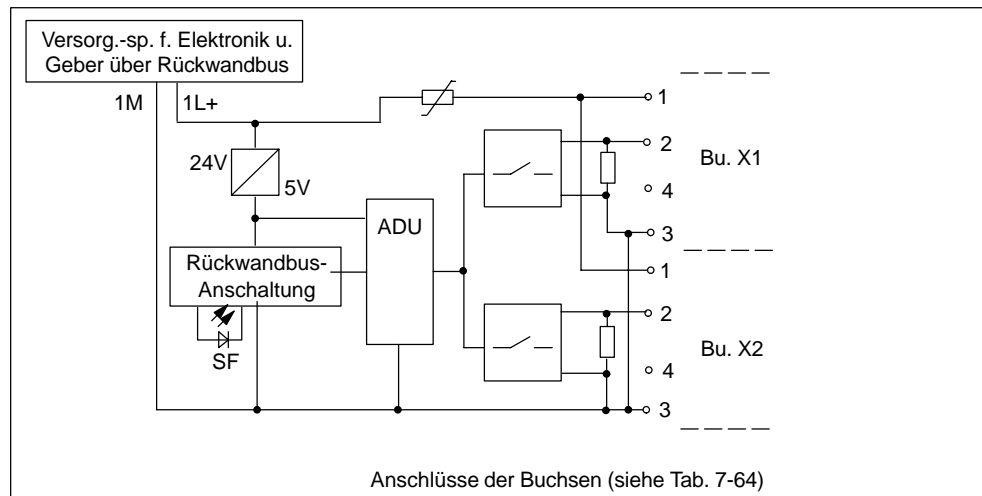 Versorg.-sp. f. Elektronik u.
Geber über Rückwandbus
1M
1L+
1
24V
5V
2
Bu. X1
4
ADU
3
Rückwandbus-
Anschaltung
1
2
SF
Bu. X2
4
3
Anschlüsse der Buchsen (siehe Tab. 7-64)